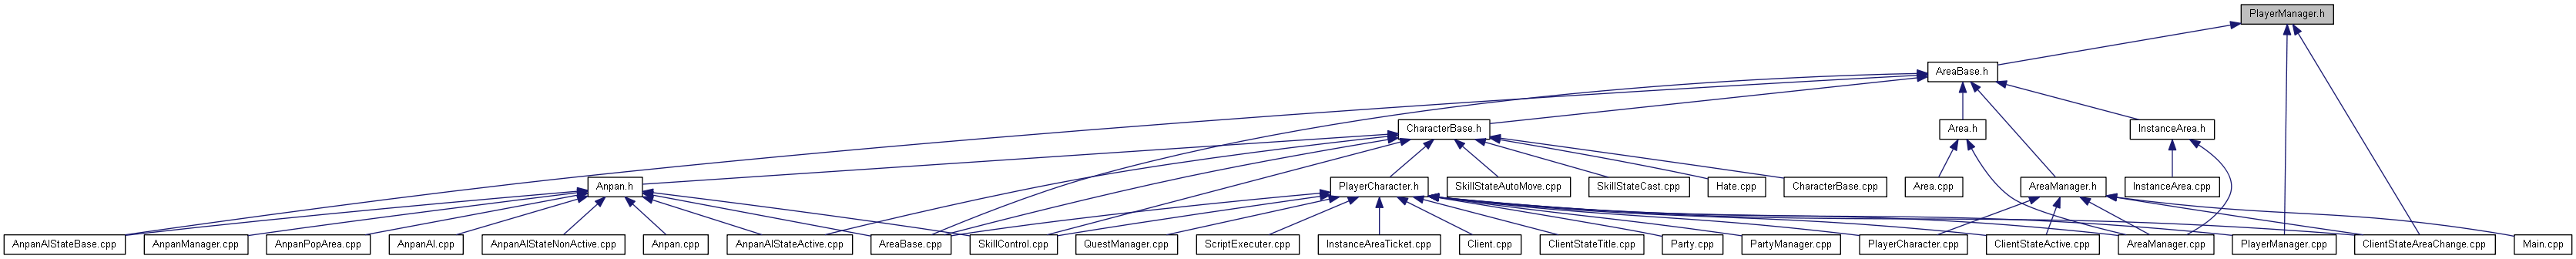 PlayerManager.h
AreaBase.h
CharacterBase.h
Area.h
InstanceArea.h
Anpan.h
PlayerCharacter.h
SkillStateAutoMove.cpp
SkillStateCast.cpp
Hate.cpp
CharacterBase.cpp
Area.cpp
AreaManager.h
InstanceArea.cpp
AnpanAIStateBase.cpp
AnpanManager.cpp
AnpanPopArea.cpp
AnpanAI.cpp
AnpanAIStateNonActive.cpp
Anpan.cpp
AnpanAIStateActive.cpp
AreaBase.cpp
SkillControl.cpp
QuestManager.cpp
ScriptExecuter.cpp
InstanceAreaTicket.cpp
Client.cpp
ClientStateTitle.cpp
Party.cpp
PartyManager.cpp
PlayerCharacter.cpp
ClientStateActive.cpp
AreaManager.cpp
PlayerManager.cpp
ClientStateAreaChange.cpp
Main.cpp